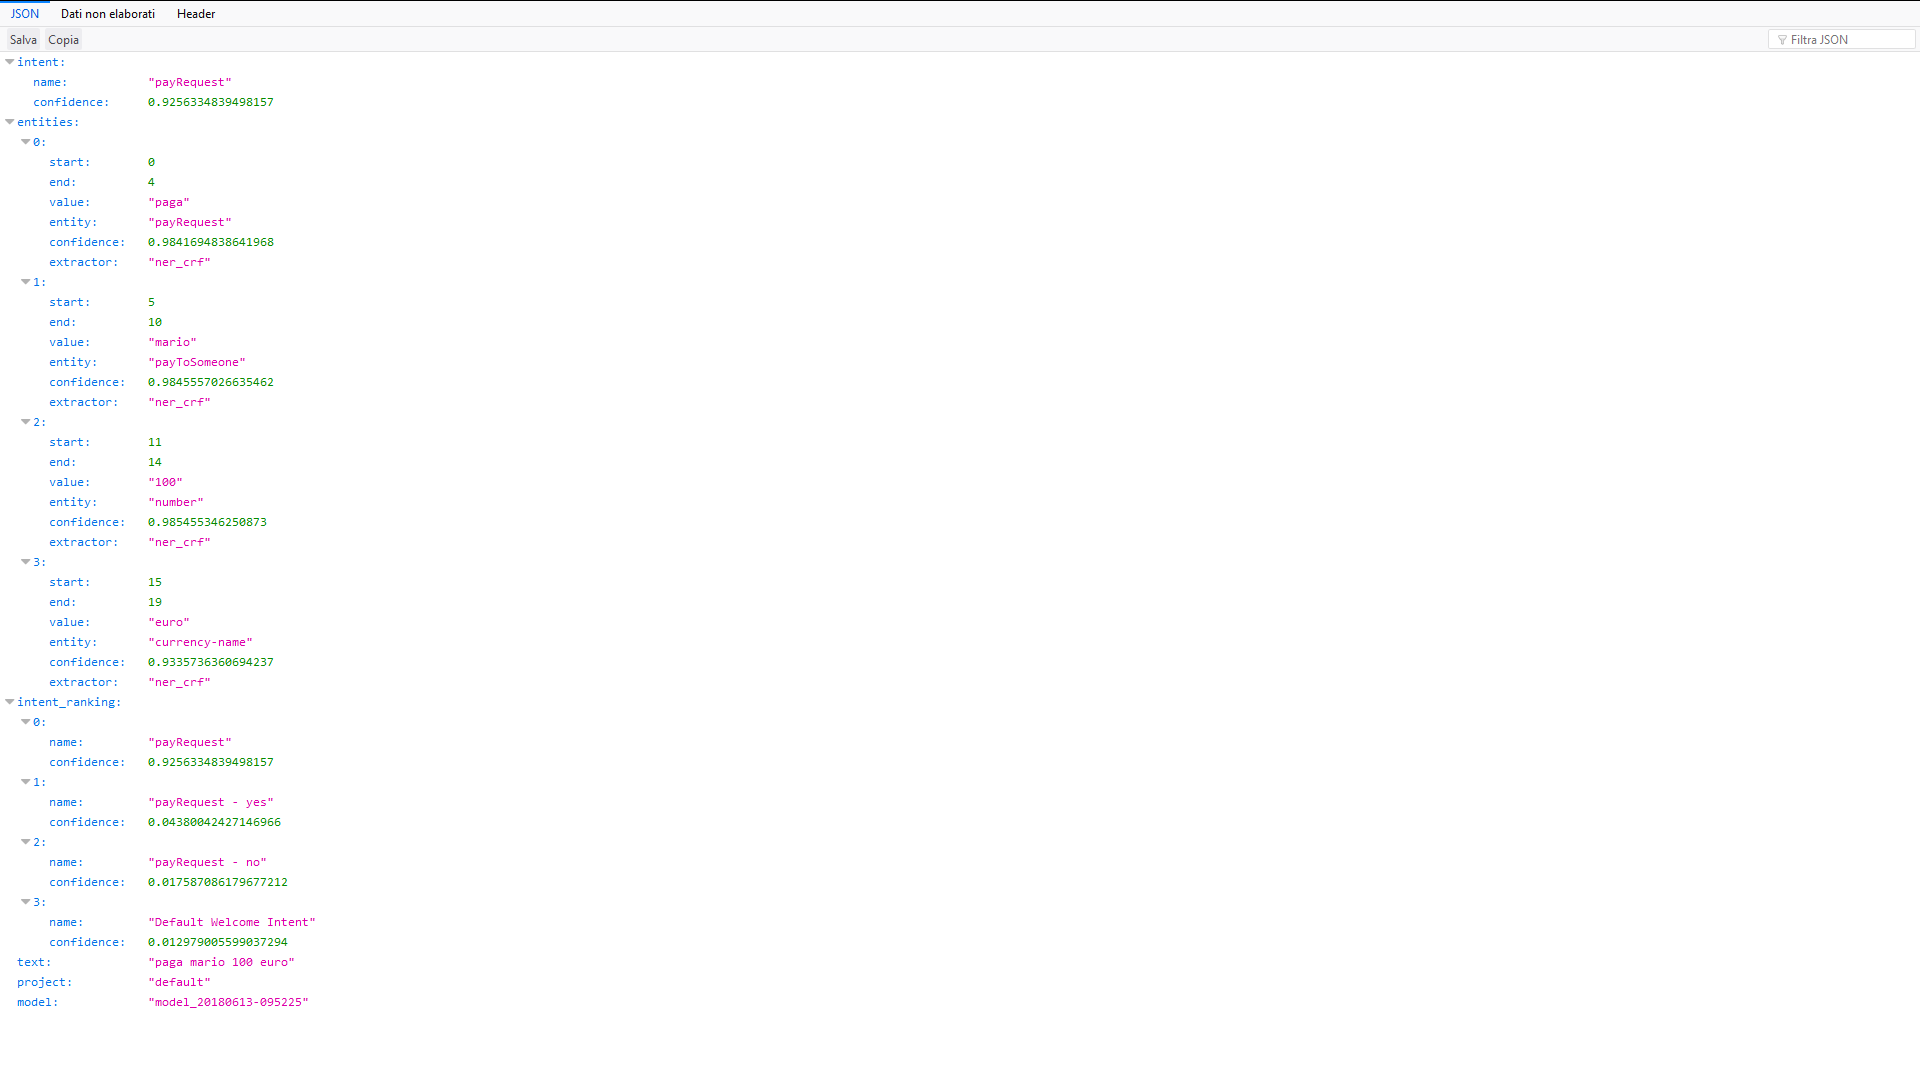 JSON Dati non elaborati Header
Salva Copia Filtra JSON
intent:
name: "payRequest"
confidence: 0.9256334839498157
entities:
0:
start: 0
end: 4
value: "paga"
entity: "payRequest"
confidence: 0.9841694838641968
extractor: "ner_crf"
1:
start: 5
end: 10
value: "mario"
entity: "payToSomeone"
confidence: 0.9845557026635462
extractor: "ner_crf"
2:
start: 11
end: 14
value: "100"
entity: "number"
confidence: 0.985455346250873
extractor: "ner_crf"
3:
start: 15
end: 19
value: "euro"
entity: "currency-name"
confidence: 0.9335736360694237
extractor: "ner_crf"
intent_ranking:
0:
name: "payRequest"
confidence: 0.9256334839498157
1:
name: "payRequest - yes"
confidence: 0.04380042427146966
2:
name: "payRequest - no"
confidence: 0.017587086179677212
3:
name: "Default Welcome Intent"
confidence: 0.012979005599037294
text: "paga mario 100 euro"
project: "default"
model: "model_20180613-095225"